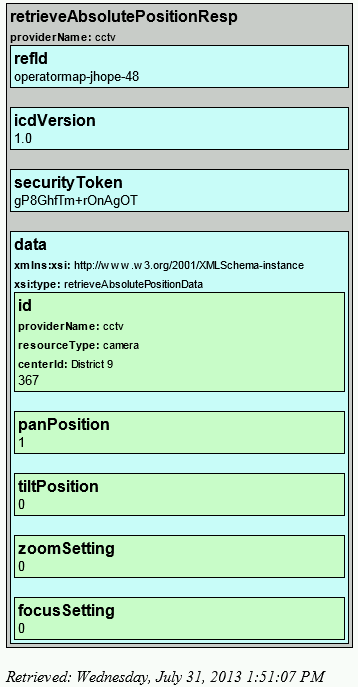 retrieveAbsolutePositionResp
providerName: cctv
refId
operatormap-jhope-48
icdVersion
1.0
securityToken
gP8GhfTm+rOnAgOT
data
xmlns:xsi: http://www.w3.org/2001/XMLSchema-instance
xsi:type: retrieveAbsolutePositionData
id
providerName: cctv
resourceType: camera
centerId: District 9
367
panPosition
1
tiltPosition
0
zoomSetting
0
focusSetting
0
Retrieved: Wednesday, July 31, 2013 1:51:07 PM